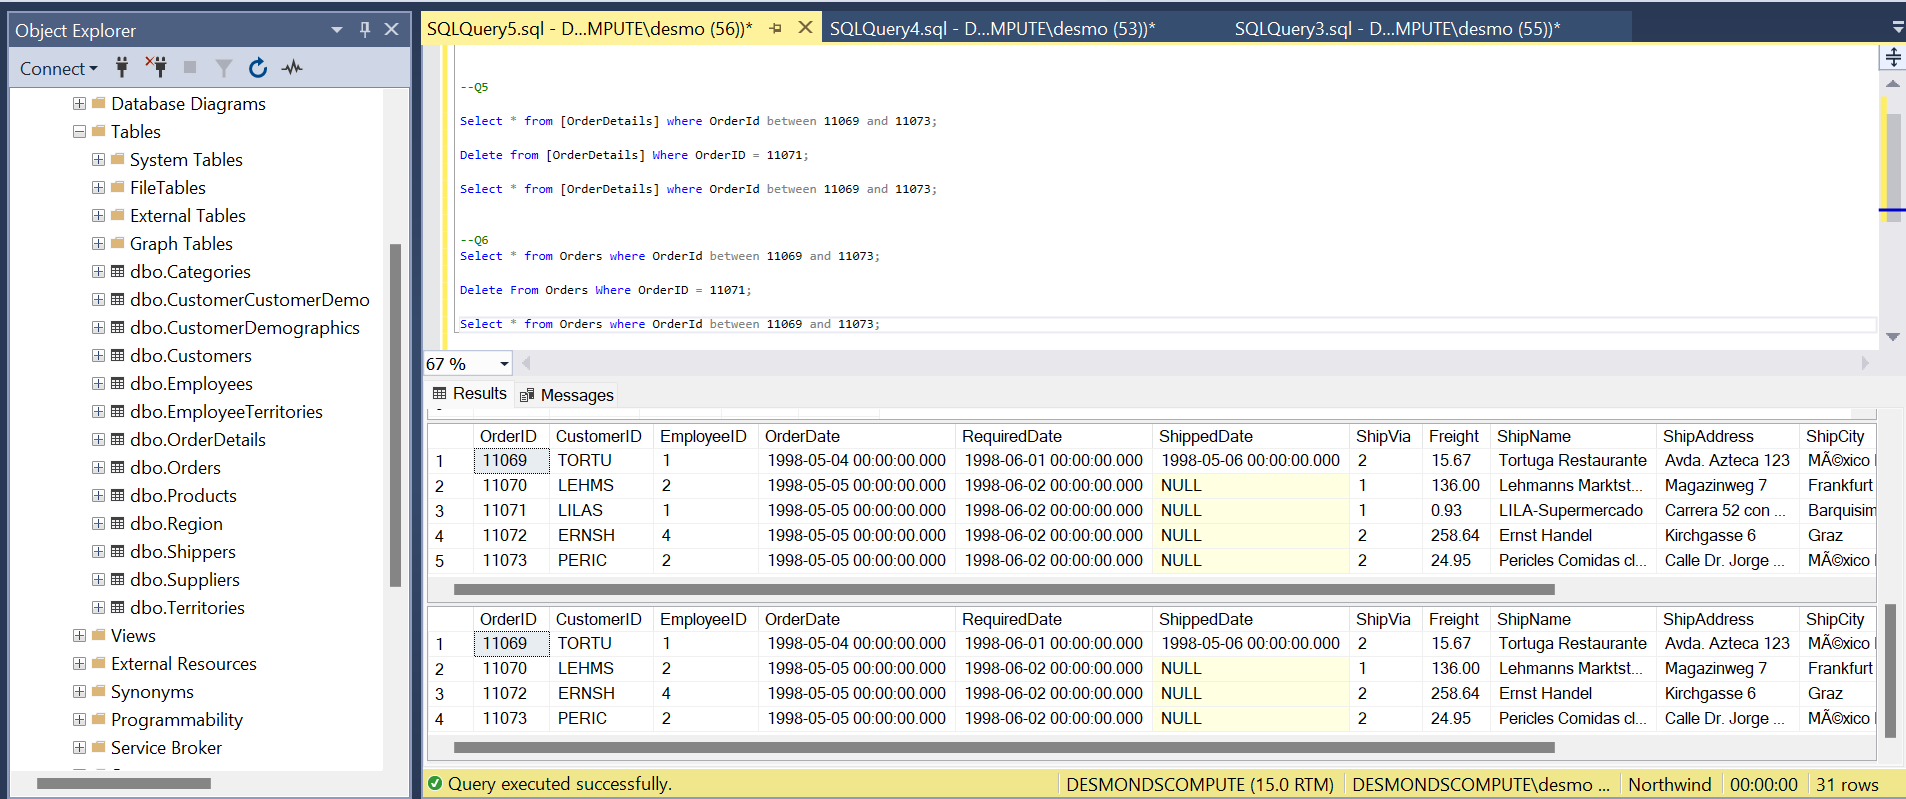 Object Explorer
Connect
Database Diagrams
Tables
System Tables
FileTables
External Tables
Graph Tables
dbo.Categories
dbo.CustomerCustomerDemo
dbo.CustomerDemographics
dbo.Customers
dbo.Employees
dbo.EmployeeTerritories
dbo.OrderDetails
dbo.Orders
dbo.Products
dbo.Region
dbo.Shippers
dbo.Suppliers
dbo.Territories
Views
External Resources
Synonyms
Programmability
Service Broker
SQLQuery5.sql - D...MPUTE\desmo (56))* SQLQuery4.sql - D...MPUTE\desmo (53))* SQLQuery3.sql - D...MPUTE\desmo (55))*
--Q5
Select * from [OrderDetails] where OrderId between 11069 and 11073;
Delete from [OrderDetails] Where OrderID = 11071;
Select * from [OrderDetails] where OrderId between 11069 and 11073;
--Q6
Select * from Orders where OrderId between 11069 and 11073;
Delete From Orders Where OrderID = 11071;
Select * from Orders where OrderId between 11069 and 11073;
67 %
Results Messages
OrderID CustomerID EmployeeID OrderDate RequiredDate ShippedDate ShipVia Freight ShipName ShipAddress ShipCity
1 11069 TORTU 1 1998-05-04 00:00:00.000 1998-06-01 00:00:00.000 1998-05-06 00:00:00.000 2 15.67 Tortuga Restaurante Avda. Azteca 123 MÃ©xico
2 11070 LEHMS 2 1998-05-05 00:00:00.000 1998-06-02 00:00:00.000 NULL 1 136.00 Lehmanns Marktst... Magazinweg 7 Frankfurt
3 11071 LILAS 1 1998-05-05 00:00:00.000 1998-06-02 00:00:00.000 NULL 1 0.93 LILA-Supermercado Carrera 52 con ... Barquisim
4 11072 ERNSH 4 1998-05-05 00:00:00.000 1998-06-02 00:00:00.000 NULL 2 258.64 Ernst Handel Kirchgasse 6 Graz
5 11073 PERIC 2 1998-05-05 00:00:00.000 1998-06-02 00:00:00.000 NULL 2 24.95 Pericles Comidas cl... Calle Dr. Jorge ... MÃ©xico
OrderID CustomerID EmployeeID OrderDate RequiredDate ShippedDate ShipVia Freight ShipName ShipAddress ShipCity
1 11069 TORTU 1 1998-05-04 00:00:00.000 1998-06-01 00:00:00.000 1998-05-06 00:00:00.000 2 15.67 Tortuga Restaurante Avda. Azteca 123 MÃ©xico
2 11070 LEHMS 2 1998-05-05 00:00:00.000 1998-06-02 00:00:00.000 NULL 1 136.00 Lehmanns Marktst... Magazinweg 7 Frankfurt
3 11072 ERNSH 4 1998-05-05 00:00:00.000 1998-06-02 00:00:00.000 NULL 2 258.64 Ernst Handel Kirchgasse 6 Graz
4 11073 PERIC 2 1998-05-05 00:00:00.000 1998-06-02 00:00:00.000 NULL 2 24.95 Pericles Comidas cl... Calle Dr. Jorge ... MÃ©xico
Query executed successfully. DESMONDSCOMPUTE (15.0 RTM) DESMONDSCOMPUTE\desmo ... Northwind 00:00:00 31 rows